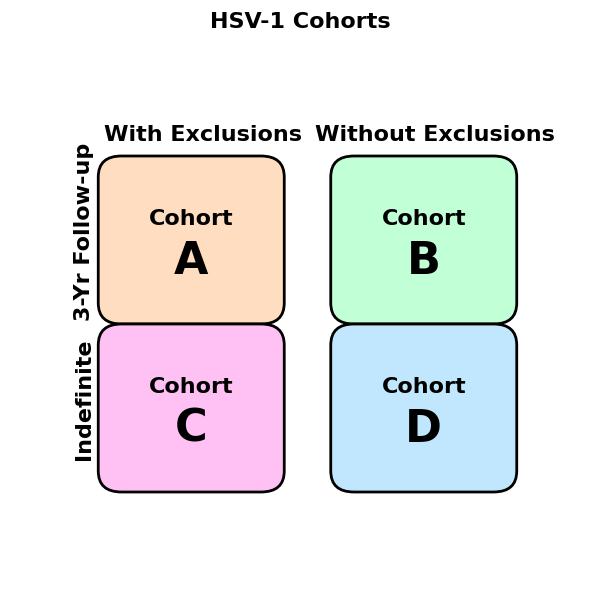 HSV-1 Cohorts
With Exclusions
Without Exclusions
3-Yr Follow-up
Cohort
A
Cohort
B
Indefinite
Cohort
C
Cohort
D